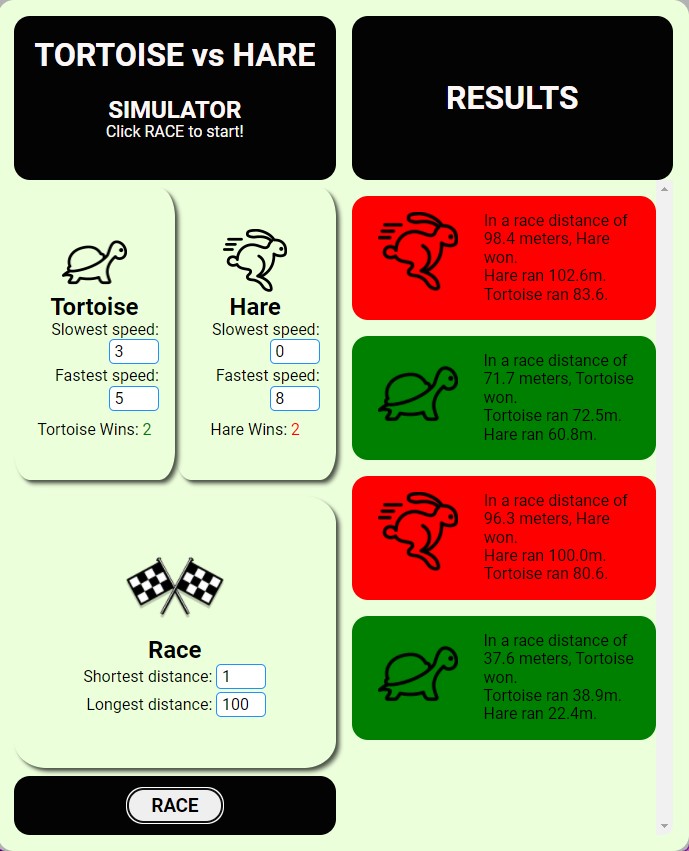 TORTOISE vs HARE
SIMULATOR
Click RACE to start!
Tortoise
Slowest speed:
3
Fastest speed:
5
Tortoise Wins: 2
Hare
Slowest speed:
0
Fastest speed:
8
Hare Wins: 2
Race
Shortest distance: 1
Longest distance: 100
RACE
RESULTS
In a race distance of
98.4 meters, Hare
won.
Hare ran 102.6m.
Tortoise ran 83.6.
In a race distance of
71.7 meters, Tortoise
won.
Tortoise ran 72.5m.
Hare ran 60.8m.
In a race distance of
96.3 meters, Hare
won.
Hare ran 100.0m.
Tortoise ran 80.6.
In a race distance of
37.6 meters, Tortoise
won.
Tortoise ran 38.9m.
Hare ran 22.4m.